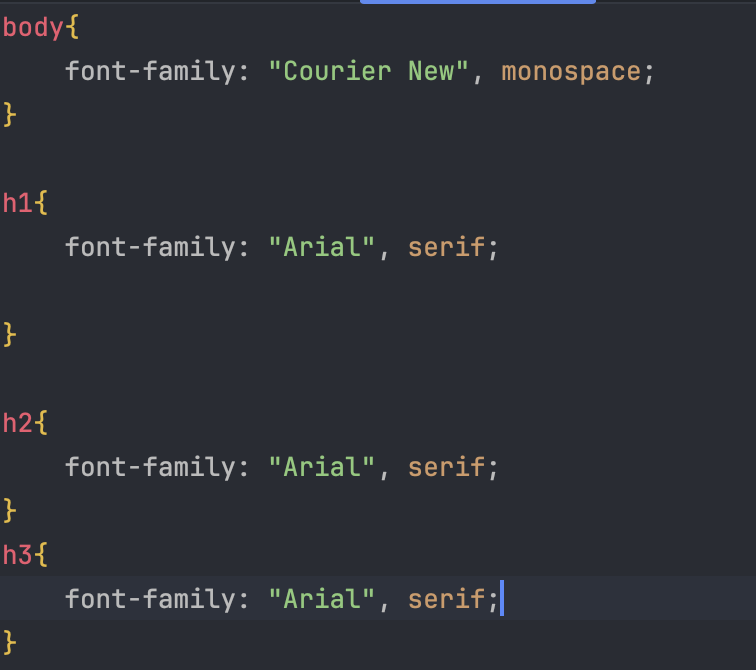 body{
    font-family: "Courier New", monospace;
}
h1{
    font-family: "Arial", serif;
}
h2{
    font-family: "Arial", serif;
}
h3{
    font-family: "Arial", serif;
}